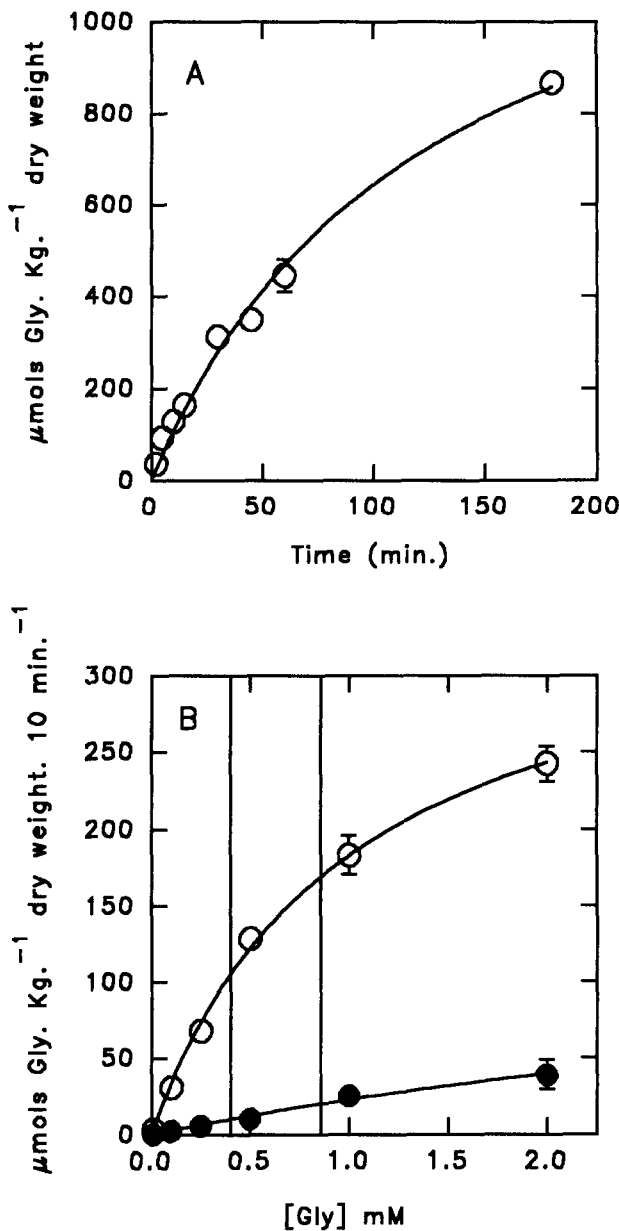 1000
800
600
400
200
0
A
μmols Gly. Kg.⁻¹ dry weight
0 50 100 150 200
Time (min.)
300
250
200
150
100
50
0
B
μmols Gly. Kg.⁻¹ dry weight. 10 min.⁻¹
0.0 0.5 1.0 1.5 2.0
[Gly] mM